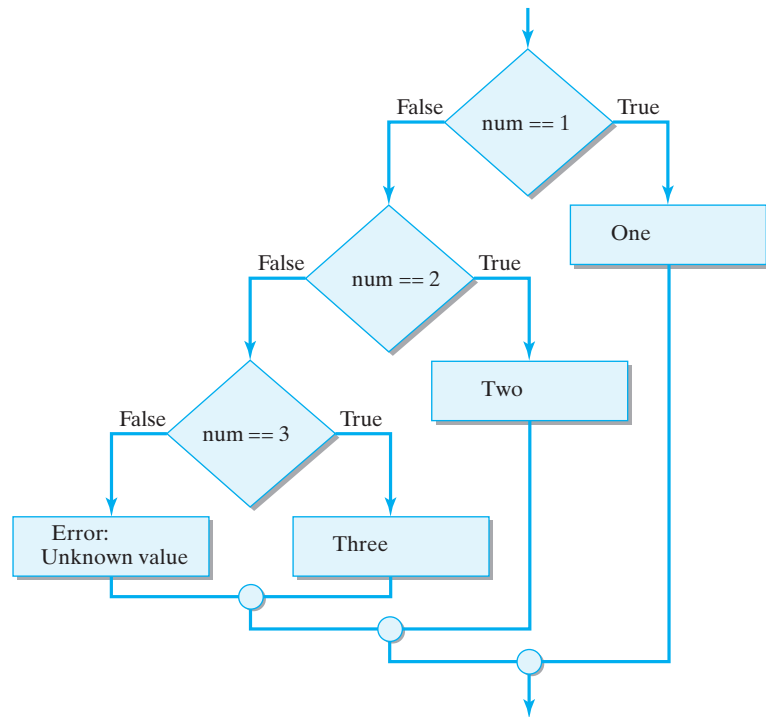 False
True
num == 1
One
False
True
num == 2
Two
False
True
num == 3
Error:
Unknown value
Three